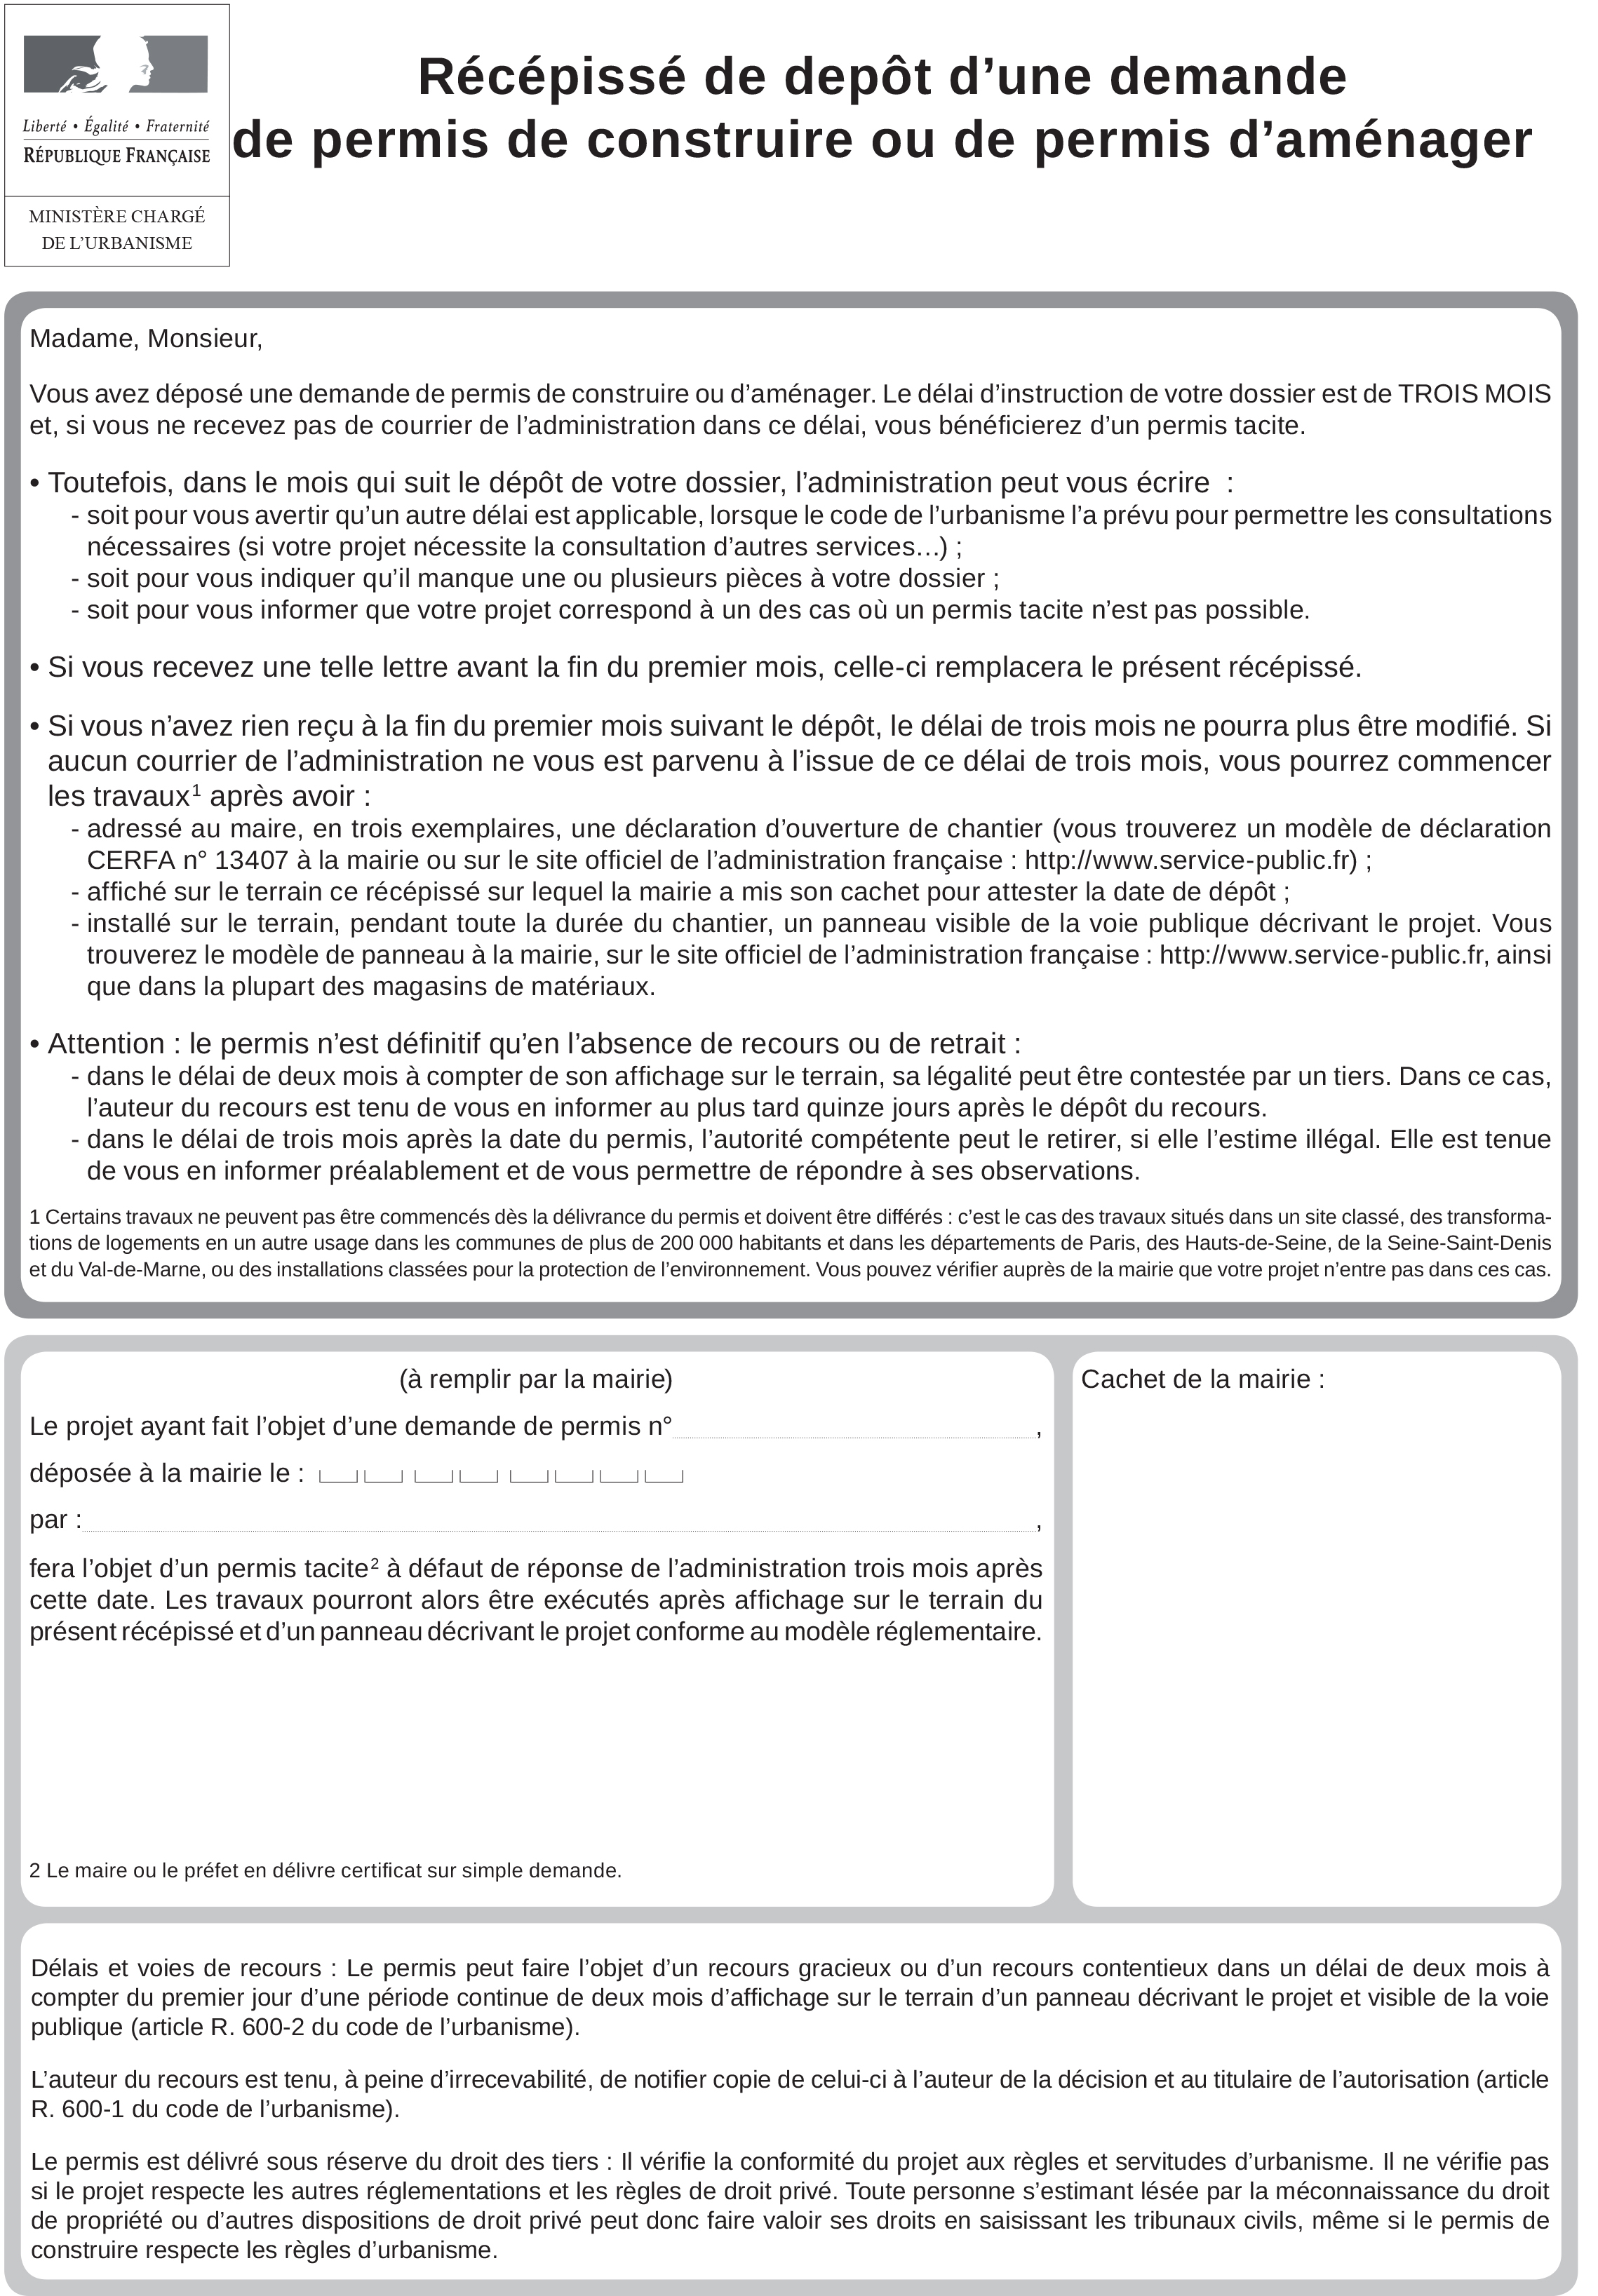 Liberté • Égalité • Fraternité
RÉPUBLIQUE FRANÇAISE
MINISTÈRE CHARGÉ
DE L’URBANISME
Récépissé de depôt d’une demande
de permis de construire ou de permis d’aménager
Madame, Monsieur,
Vous avez déposé une demande de permis de construire ou d’aménager. Le délai d’instruction de votre dossier est de TROIS MOIS
et, si vous ne recevez pas de courrier de l’administration dans ce délai, vous bénéficierez d’un permis tacite.
• Toutefois, dans le mois qui suit le dépôt de votre dossier, l’administration peut vous écrire :
- soit pour vous avertir qu’un autre délai est applicable, lorsque le code de l’urbanisme l’a prévu pour permettre les consultations
nécessaires (si votre projet nécessite la consultation d’autres services…) ;
- soit pour vous indiquer qu’il manque une ou plusieurs pièces à votre dossier ;
- soit pour vous informer que votre projet correspond à un des cas où un permis tacite n’est pas possible.
• Si vous recevez une telle lettre avant la fin du premier mois, celle-ci remplacera le présent récépissé.
• Si vous n’avez rien reçu à la fin du premier mois suivant le dépôt, le délai de trois mois ne pourra plus être modifié. Si
aucun courrier de l’administration ne vous est parvenu à l’issue de ce délai de trois mois, vous pourrez commencer
les travaux1 après avoir :
- adressé au maire, en trois exemplaires, une déclaration d’ouverture de chantier (vous trouverez un modèle de déclaration
CERFA n° 13407 à la mairie ou sur le site officiel de l’administration française : http://www.service-public.fr) ;
- affiché sur le terrain ce récépissé sur lequel la mairie a mis son cachet pour attester la date de dépôt ;
- installé sur le terrain, pendant toute la durée du chantier, un panneau visible de la voie publique décrivant le projet. Vous
trouverez le modèle de panneau à la mairie, sur le site officiel de l’administration française : http://www.service-public.fr, ainsi
que dans la plupart des magasins de matériaux.
• Attention : le permis n’est définitif qu’en l’absence de recours ou de retrait :
- dans le délai de deux mois à compter de son affichage sur le terrain, sa légalité peut être contestée par un tiers. Dans ce cas,
l’auteur du recours est tenu de vous en informer au plus tard quinze jours après le dépôt du recours.
- dans le délai de trois mois après la date du permis, l’autorité compétente peut le retirer, si elle l’estime illégal. Elle est tenue
de vous en informer préalablement et de vous permettre de répondre à ses observations.
1 Certains travaux ne peuvent pas être commencés dès la délivrance du permis et doivent être différés : c’est le cas des travaux situés dans un site classé, des transforma-
tions de logements en un autre usage dans les communes de plus de 200 000 habitants et dans les départements de Paris, des Hauts-de-Seine, de la Seine-Saint-Denis
et du Val-de-Marne, ou des installations classées pour la protection de l’environnement. Vous pouvez vérifier auprès de la mairie que votre projet n’entre pas dans ces cas.
(à remplir par la mairie)
Le projet ayant fait l’objet d’une demande de permis n° ,
déposée à la mairie le :
par : ,
fera l’objet d’un permis tacite2 à défaut de réponse de l’administration trois mois après
cette date. Les travaux pourront alors être exécutés après affichage sur le terrain du
présent récépissé et d’un panneau décrivant le projet conforme au modèle réglementaire.
2 Le maire ou le préfet en délivre certificat sur simple demande.
Cachet de la mairie :
Délais et voies de recours : Le permis peut faire l’objet d’un recours gracieux ou d’un recours contentieux dans un délai de deux mois à
compter du premier jour d’une période continue de deux mois d’affichage sur le terrain d’un panneau décrivant le projet et visible de la voie
publique (article R. 600-2 du code de l’urbanisme).
L’auteur du recours est tenu, à peine d’irrecevabilité, de notifier copie de celui-ci à l’auteur de la décision et au titulaire de l’autorisation (article
R. 600-1 du code de l’urbanisme).
Le permis est délivré sous réserve du droit des tiers : Il vérifie la conformité du projet aux règles et servitudes d’urbanisme. Il ne vérifie pas
si le projet respecte les autres réglementations et les règles de droit privé. Toute personne s’estimant lésée par la méconnaissance du droit
de propriété ou d’autres dispositions de droit privé peut donc faire valoir ses droits en saisissant les tribunaux civils, même si le permis de
construire respecte les règles d’urbanisme.